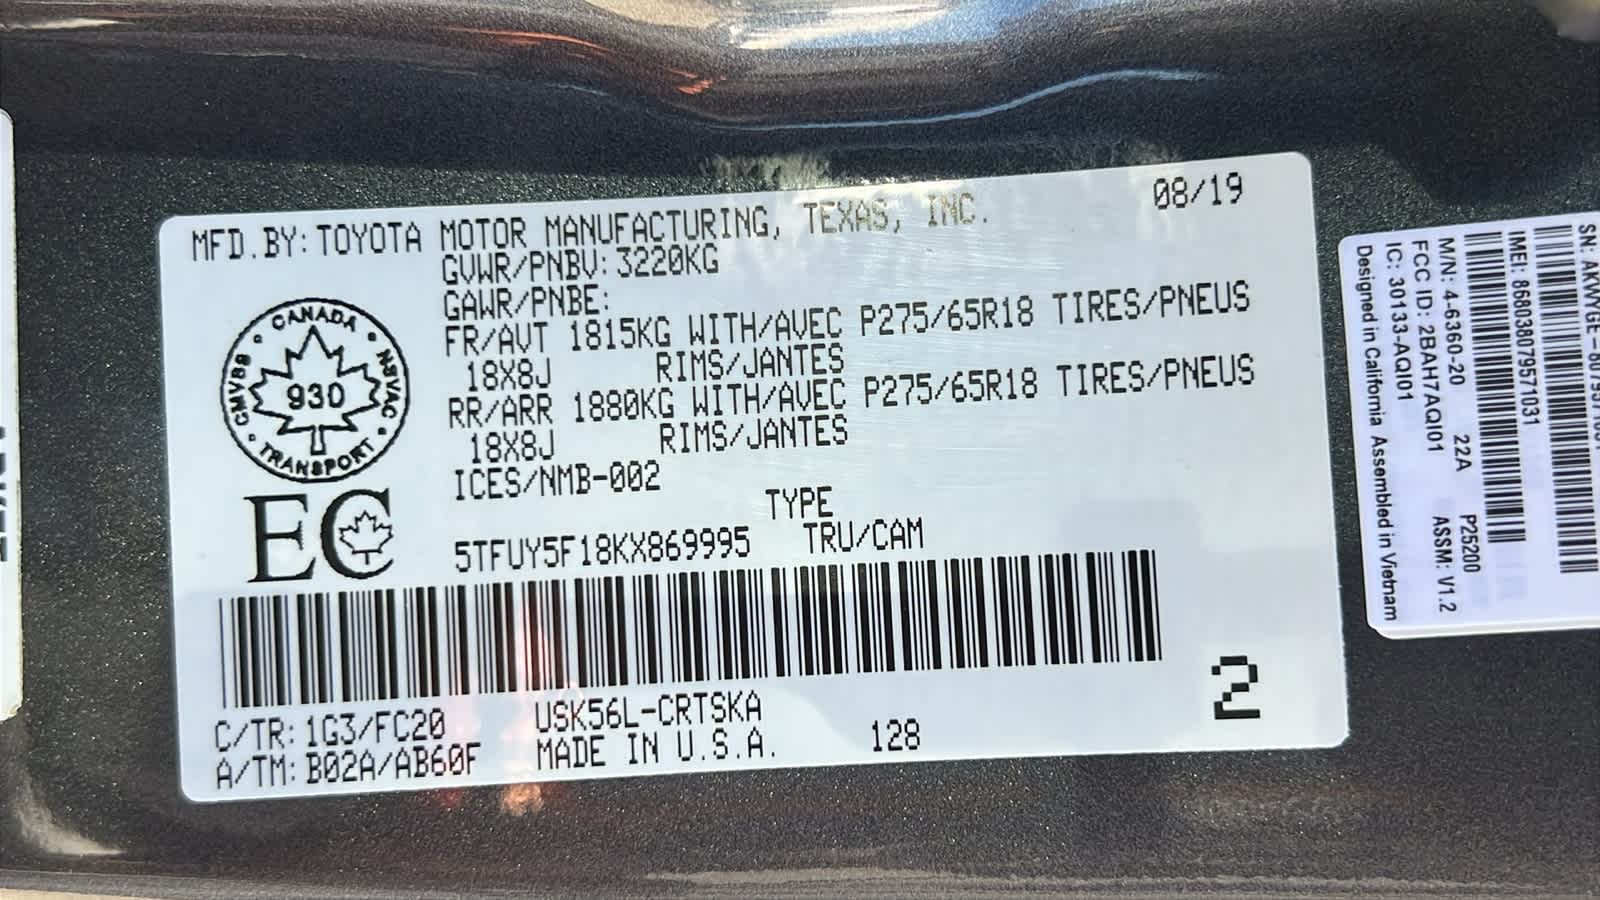 MFD.BY: TOYOTA MOTOR MANUFACTURING, TEXAS, INC. 08/19
GVWR/PNBV: 3220KG
GAWR/PNBE:
FR/AVT 1815KG WITH/AVEC P275/65R18 TIRES/PNEUS
18X8J RIMS/JANTES
RR/ARR 1880KG WITH/AVEC P275/65R18 TIRES/PNEUS
18X8J RIMS/JANTES
ICES/NMB-002
CANADA
CMVSS
NSVAC
930
TRANSPORT
EC
TYPE
5TFUY5F18KX869995 TRU/CAM
C/TR: 1G3/FC20 USK56L-CRTSKA
A/TM: B02A/AB60F MADE IN U.S.A. 128
2
IMEI: 868038079571031
M/N: 4-6360-20 22A P25200
FCC ID: 2BAH7AQI01 ASSM: V1.2
IC: 30133-AQI01
Designed in California Assembled in Vietnam